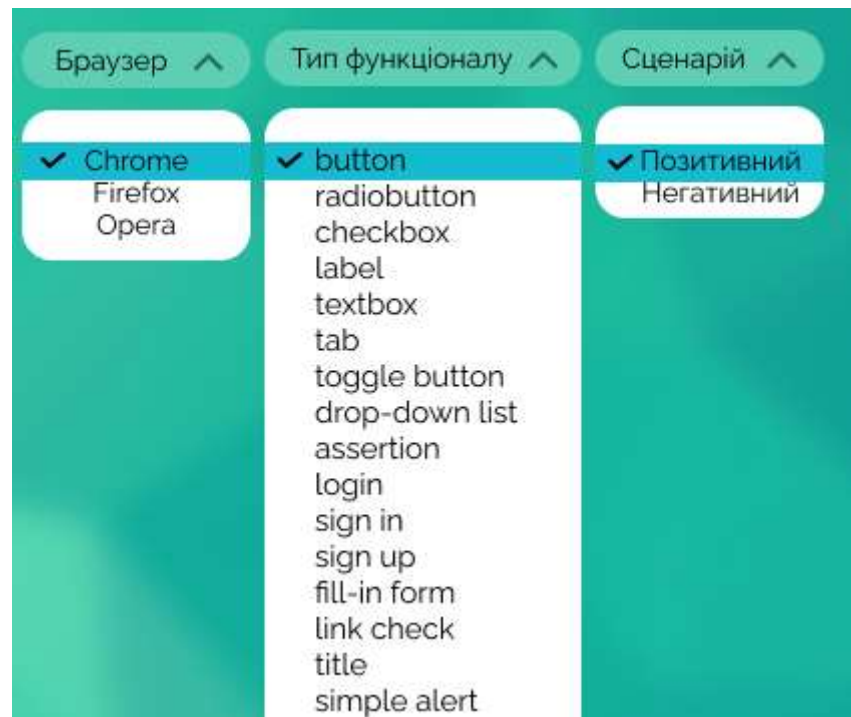 Браузер
Chrome
Firefox
Opera
Тип функціоналу
button
radiobutton
checkbox
label
textbox
tab
toggle button
drop-down list
assertion
login
sign in
sign up
fill-in form
link check
title
simple alert
Сценарій
Позитивний
Негативний